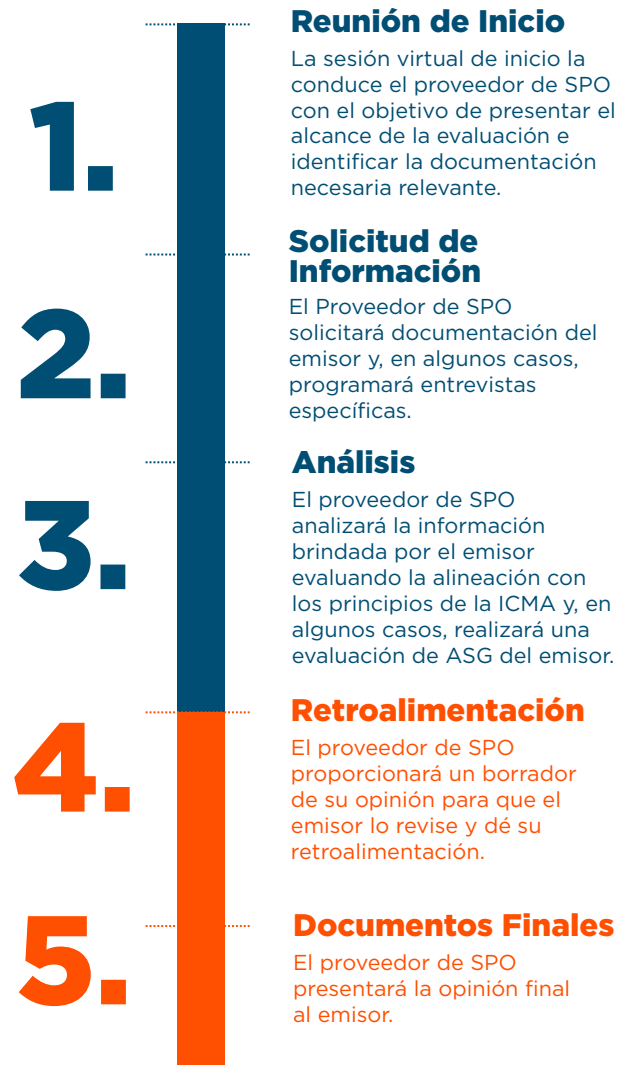 1.
Reunión de Inicio
La sesión virtual de inicio la
conduce el proveedor de SPO
con el objetivo de presentar el
alcance de la evaluación e
identificar la documentación
necesaria relevante.
2.
Solicitud de
Información
El Proveedor de SPO
solicitará documentación del
emisor y, en algunos casos,
programará entrevistas
específicas.
3.
Análisis
El proveedor de SPO
analizará la información
brindada por el emisor
evaluando la alineación con
los principios de la ICMA y, en
algunos casos, realizará una
evaluación de ASG del emisor.
4.
Retroalimentación
El proveedor de SPO
proporcionará un borrador
de su opinión para que el
emisor lo revise y dé su
retroalimentación.
5.
Documentos Finales
El proveedor de SPO
presentará la opinión final
al emisor.